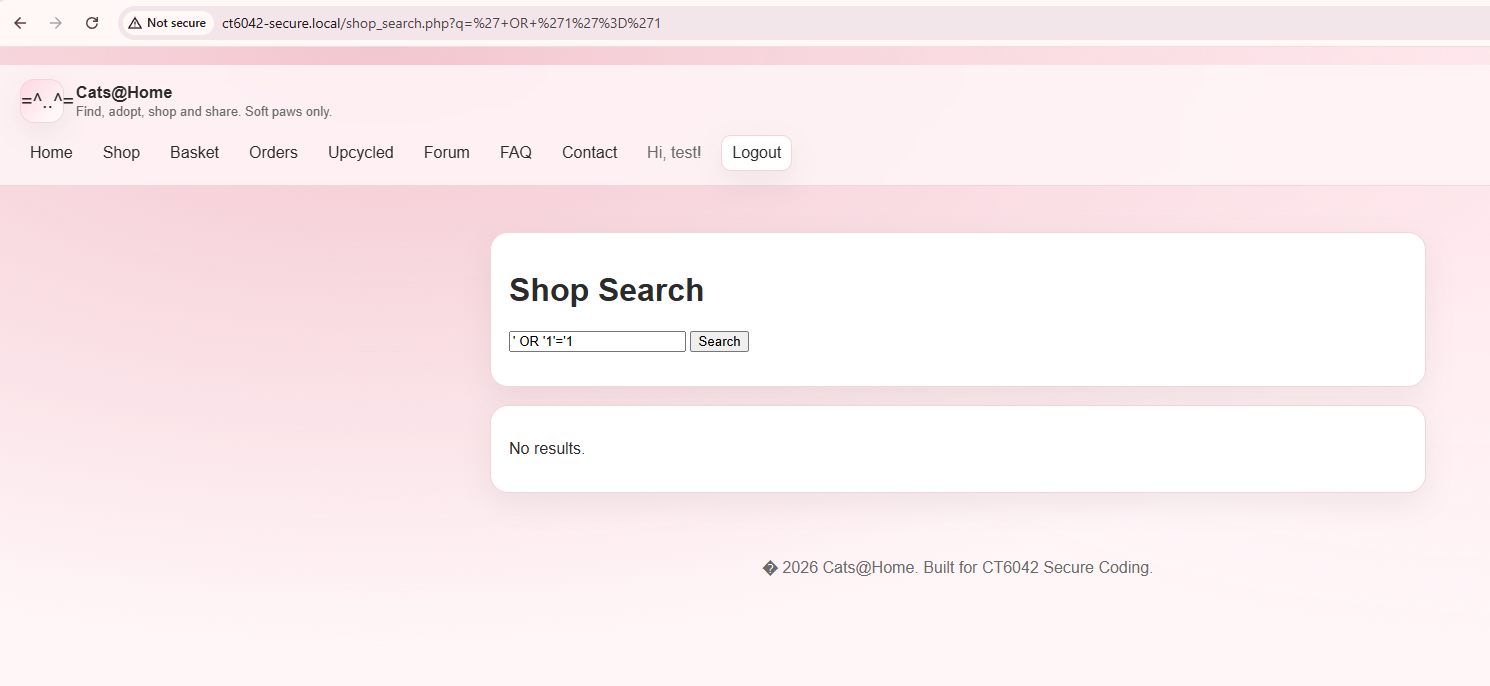 Not secure ct6042-secure.local/shop_search.php?q=%27+OR+%271%27%3D%271
=^..^= Cats@Home
Find, adopt, shop and share. Soft paws only.
Home Shop Basket Orders Upcycled Forum FAQ Contact Hi, test! Logout
Shop Search
' OR '1'='1 Search
No results.
� 2026 Cats@Home. Built for CT6042 Secure Coding.